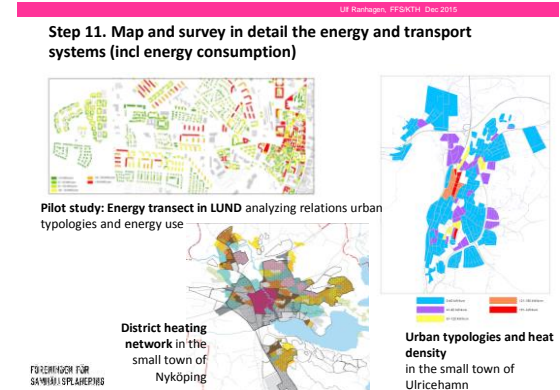 Ulf Ranhagen, FFS/KTH Dec 2015
Step 11. Map and survey in detail the energy and transport
systems (incl energy consumption)
Pilot study: Energy transect in LUND analyzing relations urban
typologies and energy use
District heating
network in the
small town of
Nyköping
Urban typologies and heat
density
in the small town of
Ulricehamn
FÖRENINGEN FÖR
SAMHÄLLSPLANERING